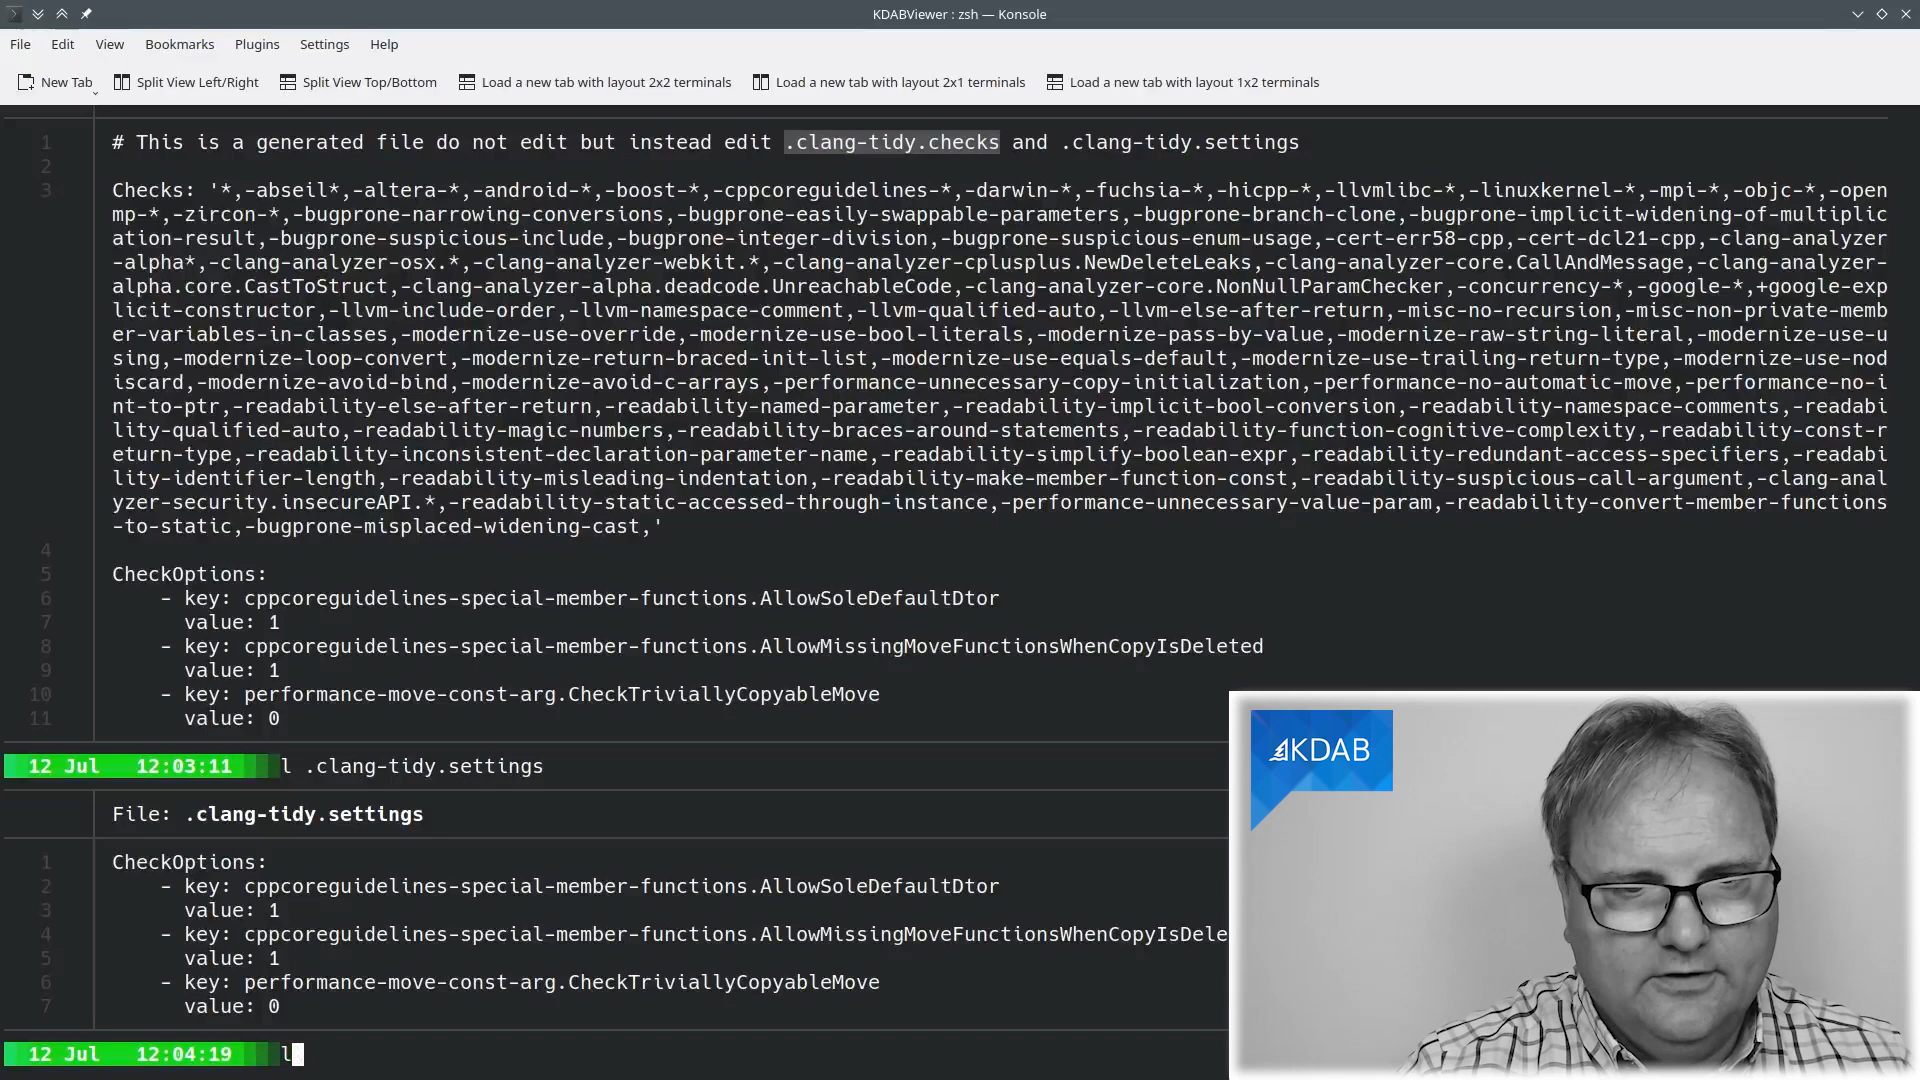 KDABViewer : zsh — Konsole
File Edit View Bookmarks Plugins Settings Help
New Tab Split View Left/Right Split View Top/Bottom Load a new tab with layout 2x2 terminals Load a new tab with layout 2x1 terminals Load a new tab with layout 1x2 terminals
1 # This is a generated file do not edit but instead edit .clang-tidy.checks and .clang-tidy.settings
2
3 Checks: '*,-abseil*,-altera-*,-android-*,-boost-*,-cppcoreguidelines-*,-darwin-*,-fuchsia-*,-hicpp-*,-llvmlibc-*,-linuxkernel-*,-mpi-*,-objc-*,-open
mp-*,-zircon-*,-bugprone-narrowing-conversions,-bugprone-easily-swappable-parameters,-bugprone-branch-clone,-bugprone-implicit-widening-of-multiplic
ation-result,-bugprone-suspicious-include,-bugprone-integer-division,-bugprone-suspicious-enum-usage,-cert-err58-cpp,-cert-dcl21-cpp,-clang-analyzer
-alpha*,-clang-analyzer-osx.*,-clang-analyzer-webkit.*,-clang-analyzer-cplusplus.NewDeleteLeaks,-clang-analyzer-core.CallAndMessage,-clang-analyzer-
alpha.core.CastToStruct,-clang-analyzer-alpha.deadcode.UnreachableCode,-clang-analyzer-core.NonNullParamChecker,-concurrency-*,-google-*,+google-exp
licit-constructor,-llvm-include-order,-llvm-namespace-comment,-llvm-qualified-auto,-llvm-else-after-return,-misc-no-recursion,-misc-non-private-memb
er-variables-in-classes,-modernize-use-override,-modernize-use-bool-literals,-modernize-pass-by-value,-modernize-raw-string-literal,-modernize-use-u
sing,-modernize-loop-convert,-modernize-return-braced-init-list,-modernize-use-equals-default,-modernize-use-trailing-return-type,-modernize-use-nod
iscard,-modernize-avoid-bind,-modernize-avoid-c-arrays,-performance-unnecessary-copy-initialization,-performance-no-automatic-move,-performance-no-i
nt-to-ptr,-readability-else-after-return,-readability-named-parameter,-readability-implicit-bool-conversion,-readability-namespace-comments,-readabi
lity-qualified-auto,-readability-magic-numbers,-readability-braces-around-statements,-readability-function-cognitive-complexity,-readability-const-r
eturn-type,-readability-inconsistent-declaration-parameter-name,-readability-simplify-boolean-expr,-readability-redundant-access-specifiers,-readabi
lity-identifier-length,-readability-misleading-indentation,-readability-make-member-function-const,-readability-suspicious-call-argument,-clang-anal
yzer-security.insecureAPI.*,-readability-static-accessed-through-instance,-performance-unnecessary-value-param,-readability-convert-member-functions
-to-static,-bugprone-misplaced-widening-cast,'
4
5 CheckOptions:
6 - key: cppcoreguidelines-special-member-functions.AllowSoleDefaultDtor
7 value: 1
8 - key: cppcoreguidelines-special-member-functions.AllowMissingMoveFunctionsWhenCopyIsDeleted
9 value: 1
10 - key: performance-move-const-arg.CheckTriviallyCopyableMove
11 value: 0
12 Jul 12:03:11 l .clang-tidy.settings
File: .clang-tidy.settings
1 CheckOptions:
2 - key: cppcoreguidelines-special-member-functions.AllowSoleDefaultDtor
3 value: 1
4 - key: cppcoreguidelines-special-member-functions.AllowMissingMoveFunctionsWhenCopyIsDele
5 value: 1
6 - key: performance-move-const-arg.CheckTriviallyCopyableMove
7 value: 0
12 Jul 12:04:19 l
KDAB